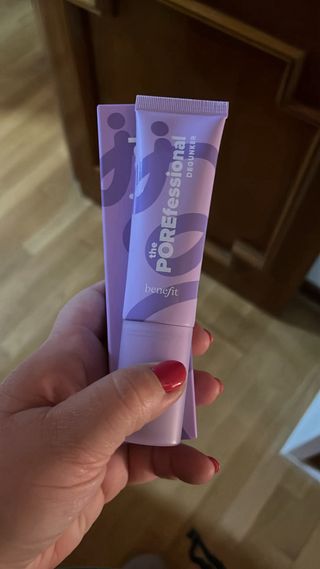 the
POREfessional
DEGUNKER
benefit